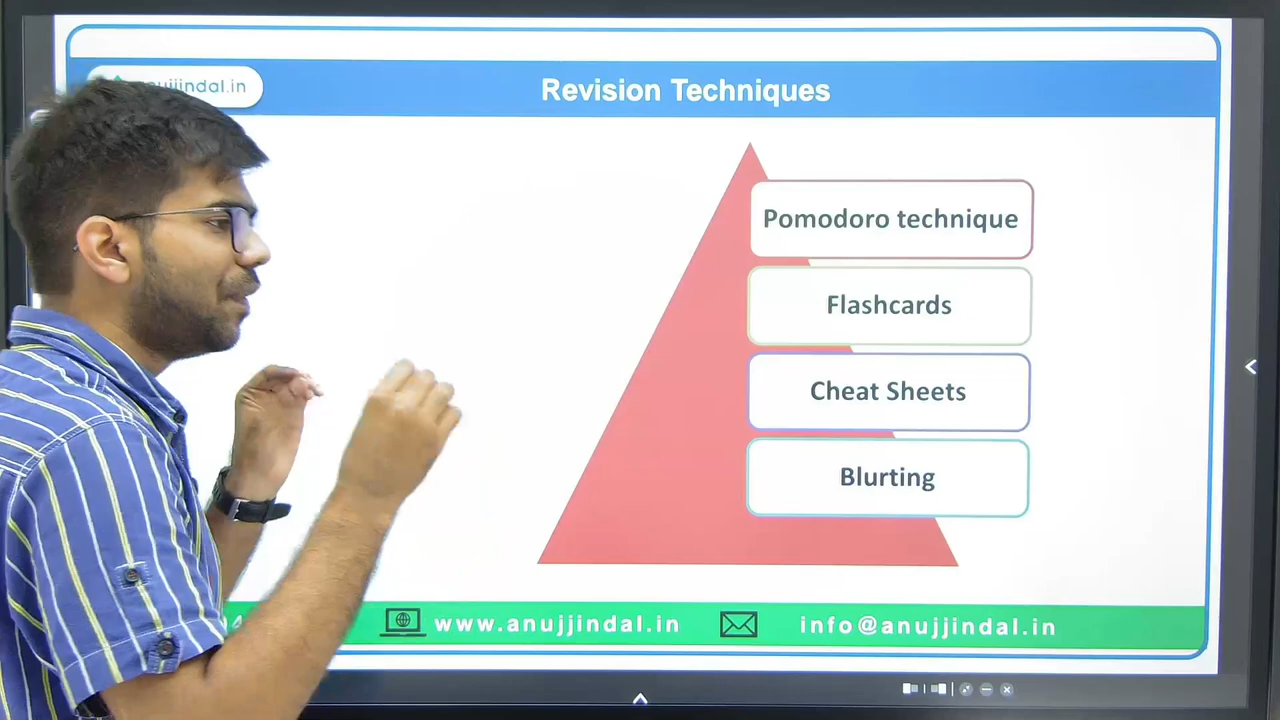 anujjindal.in
Revision Techniques
Pomodoro technique
Flashcards
Cheat Sheets
Blurting
www.anujjindal.in
info@anujjindal.in